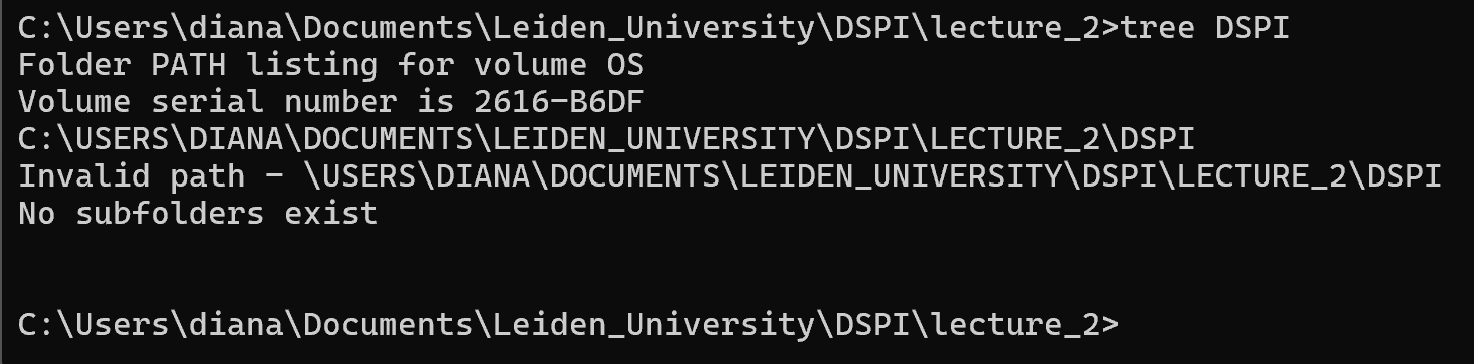 C:\Users\diana\Documents\Leiden_University\DSPI\lecture_2>tree DSPI
Folder PATH listing for volume OS
Volume serial number is 2616-B6DF
C:\USERS\DIANA\DOCUMENTS\LEIDEN_UNIVERSITY\DSPI\LECTURE_2\DSPI
Invalid path - \USERS\DIANA\DOCUMENTS\LEIDEN_UNIVERSITY\DSPI\LECTURE_2\DSPI
No subfolders exist
C:\Users\diana\Documents\Leiden_University\DSPI\lecture_2>